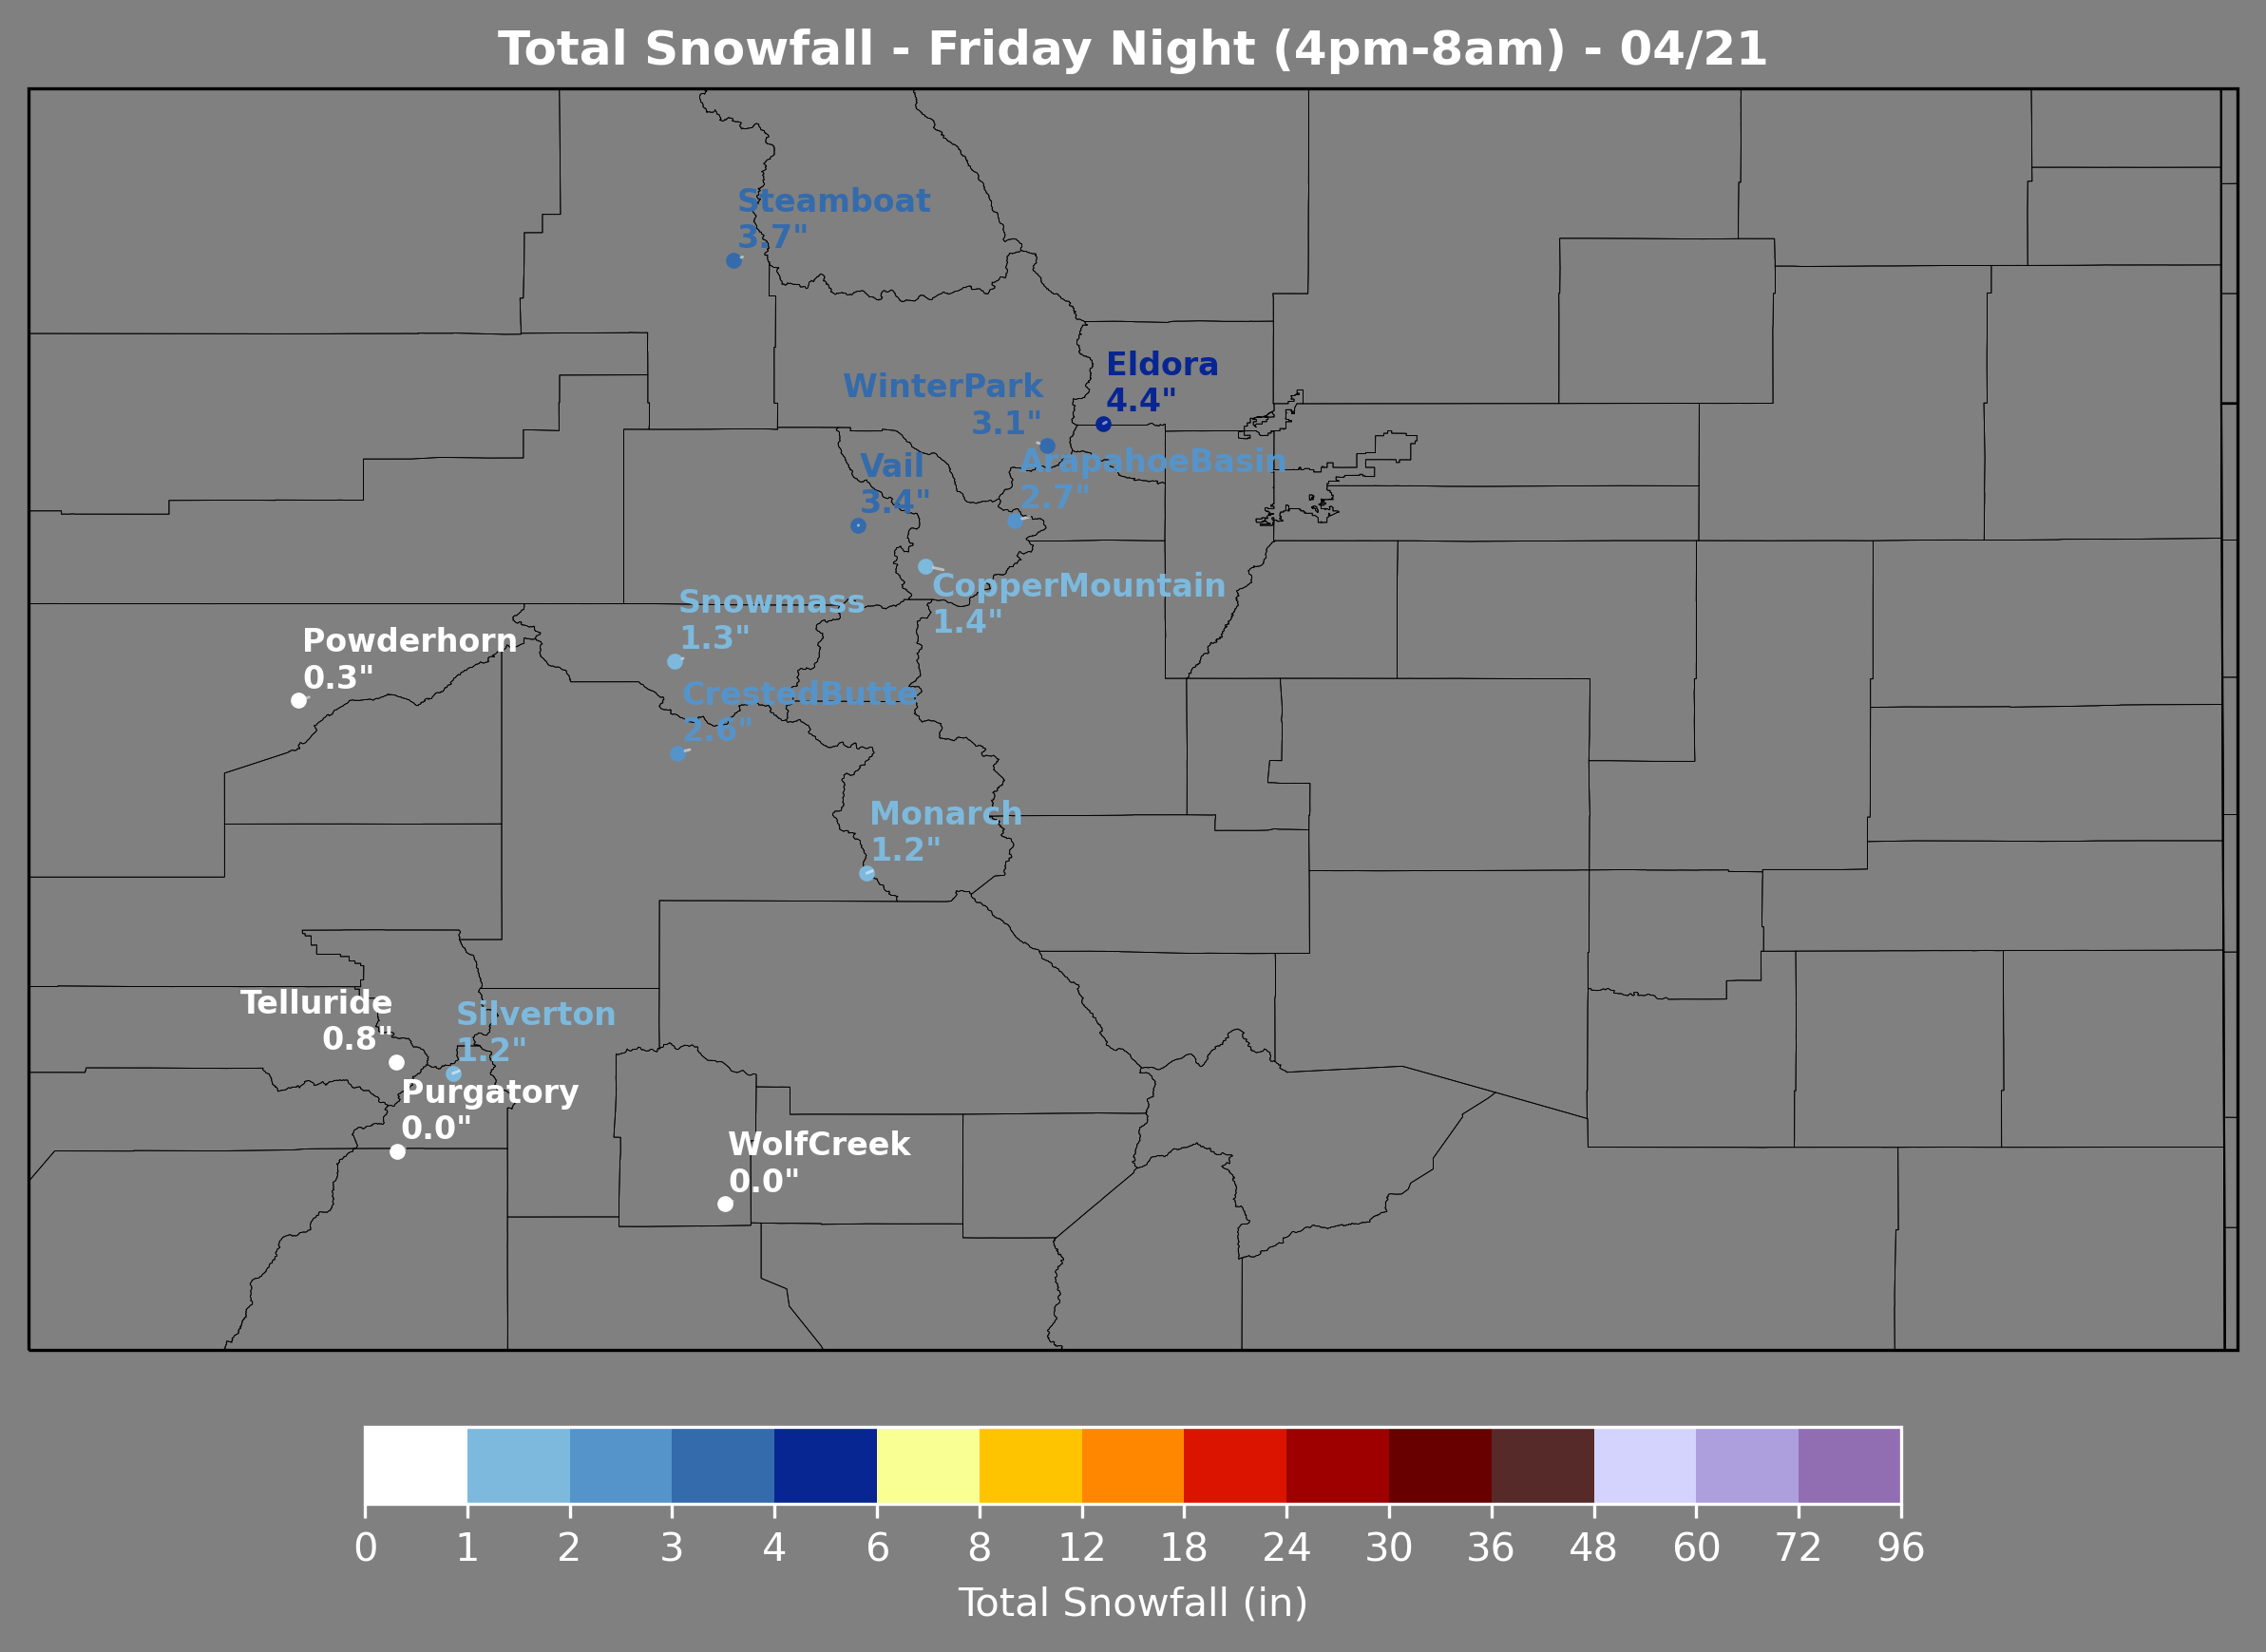 Total Snowfall - Friday Night (4pm-8am) - 04/21
Steamboat
3.7"
Eldora
4.4"
WinterPark
3.1"
ArapahoeBasin
2.7"
Vail
3.4"
CopperMountain
1.4"
Snowmass
1.3"
Powderhorn
0.3"
CrestedButte
2.6"
Monarch
1.2"
Telluride
0.8"
Silverton
1.2"
Purgatory
0.0"
WolfCreek
0.0"
0 1 2 3 4 6 8 12 18 24 30 36 48 60 72 96
Total Snowfall (in)